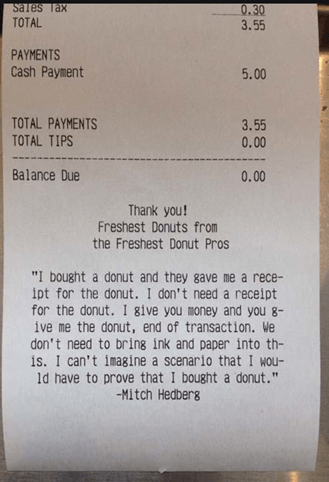 Sales Tax 0.30
TOTAL 3.55
PAYMENTS
Cash Payment 5.00
TOTAL PAYMENTS 3.55
TOTAL TIPS 0.00
Balance Due 0.00
Thank you!
Freshest Donuts from
the Freshest Donut Pros
"I bought a donut and they gave me a rece-
ipt for the donut. I don't need a receipt
for the donut. I give you money and you g-
ive me the donut, end of transaction. We
don't need to bring ink and paper into th-
is. I can't imagine a scenario that I wou-
ld have to prove that I bought a donut."
-Mitch Hedberg